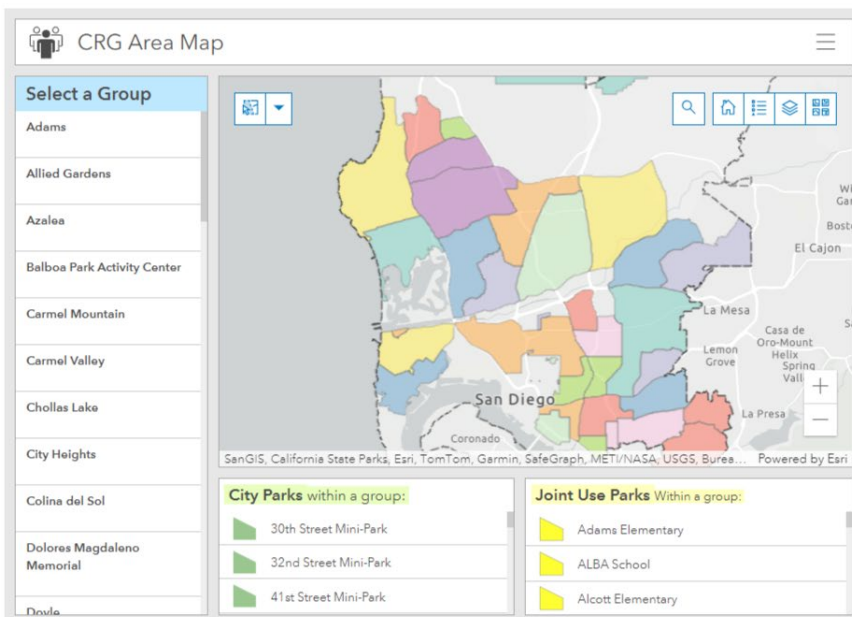 CRG Area Map
Select a Group
Adams
Allied Gardens
Azalea
Balboa Park Activity Center
Carmel Mountain
Carmel Valley
Chollas Lake
City Heights
Colina del Sol
Dolores Magdaleno
Memorial
Doyle
El Cajon
La Mesa
Casa de
Oro-Mount
Helix
Lemon
Grove
Spring
San Diego
La Presa
Coronado
SanGIS, California State Parks, Esri, TomTom, Garmin, SafeGraph, METI/NASA, USGS, Burea... Powered by Esri
City Parks within a group:
30th Street Mini-Park
32nd Street Mini-Park
41st Street Mini-Park
Joint Use Parks Within a group:
Adams Elementary
ALBA School
Alcott Elementary